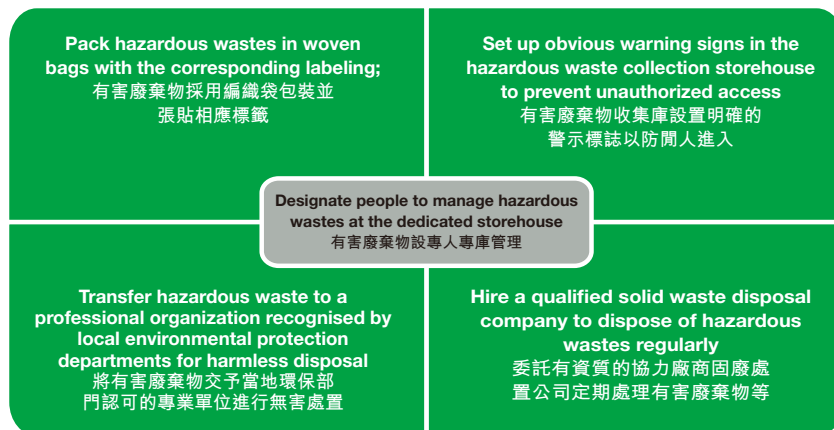 Pack hazardous wastes in woven
bags with the corresponding labeling;
有害廢棄物採用編織袋包裝並
張貼相應標籤
Set up obvious warning signs in the
hazardous waste collection storehouse
to prevent unauthorized access
有害廢棄物收集庫設置明確的
警示標誌以防閒人進入
Designate people to manage hazardous
wastes at the dedicated storehouse
有害廢棄物設專人專庫管理
Transfer hazardous waste to a
professional organization recognised by
local environmental protection
departments for harmless disposal
將有害廢棄物交予當地環保部
門認可的專業單位進行無害處置
Hire a qualified solid waste disposal
company to dispose of hazardous
wastes regularly
委託有資質的協力廠商固廢處
置公司定期處理有害廢棄物等